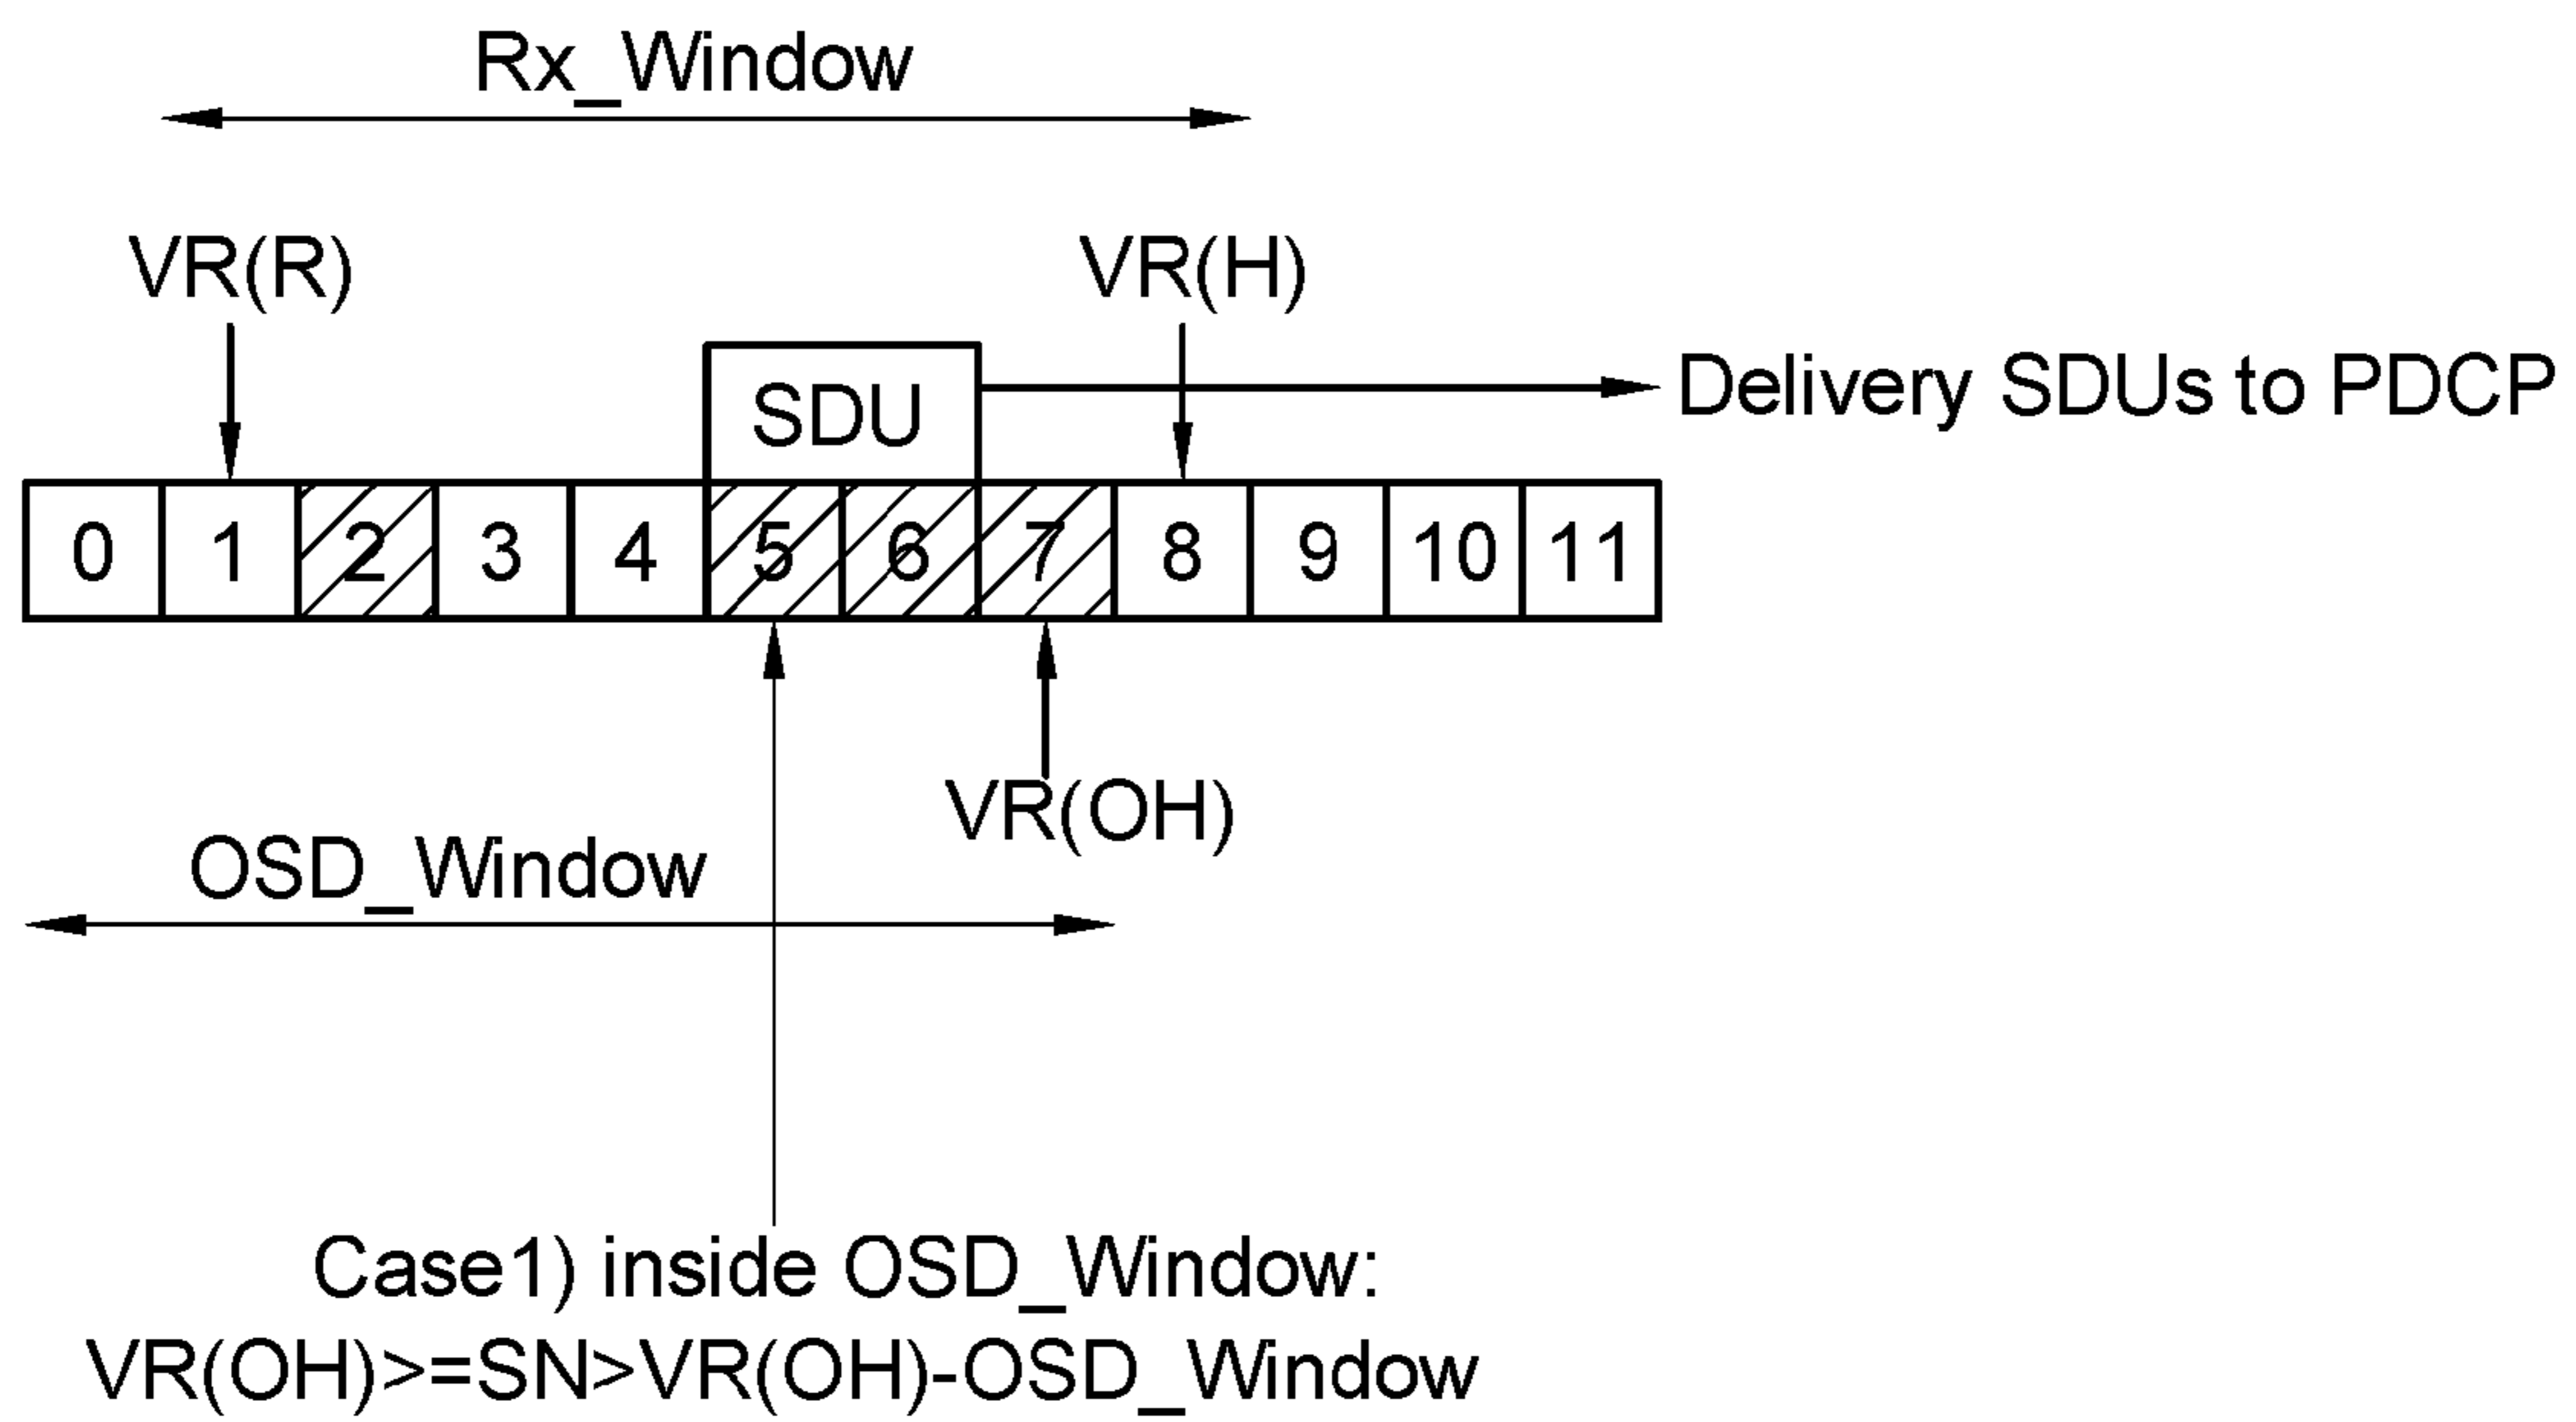 Rx_Window
VR(R)
VR(H)
SDU
Delivery SDUs to PDCP
0 1 2 3 4 5 6 7 8 9 10 11
VR(OH)
OSD_Window
Case1) inside OSD_Window:
VR(OH)>=SN>VR(OH)-OSD_Window